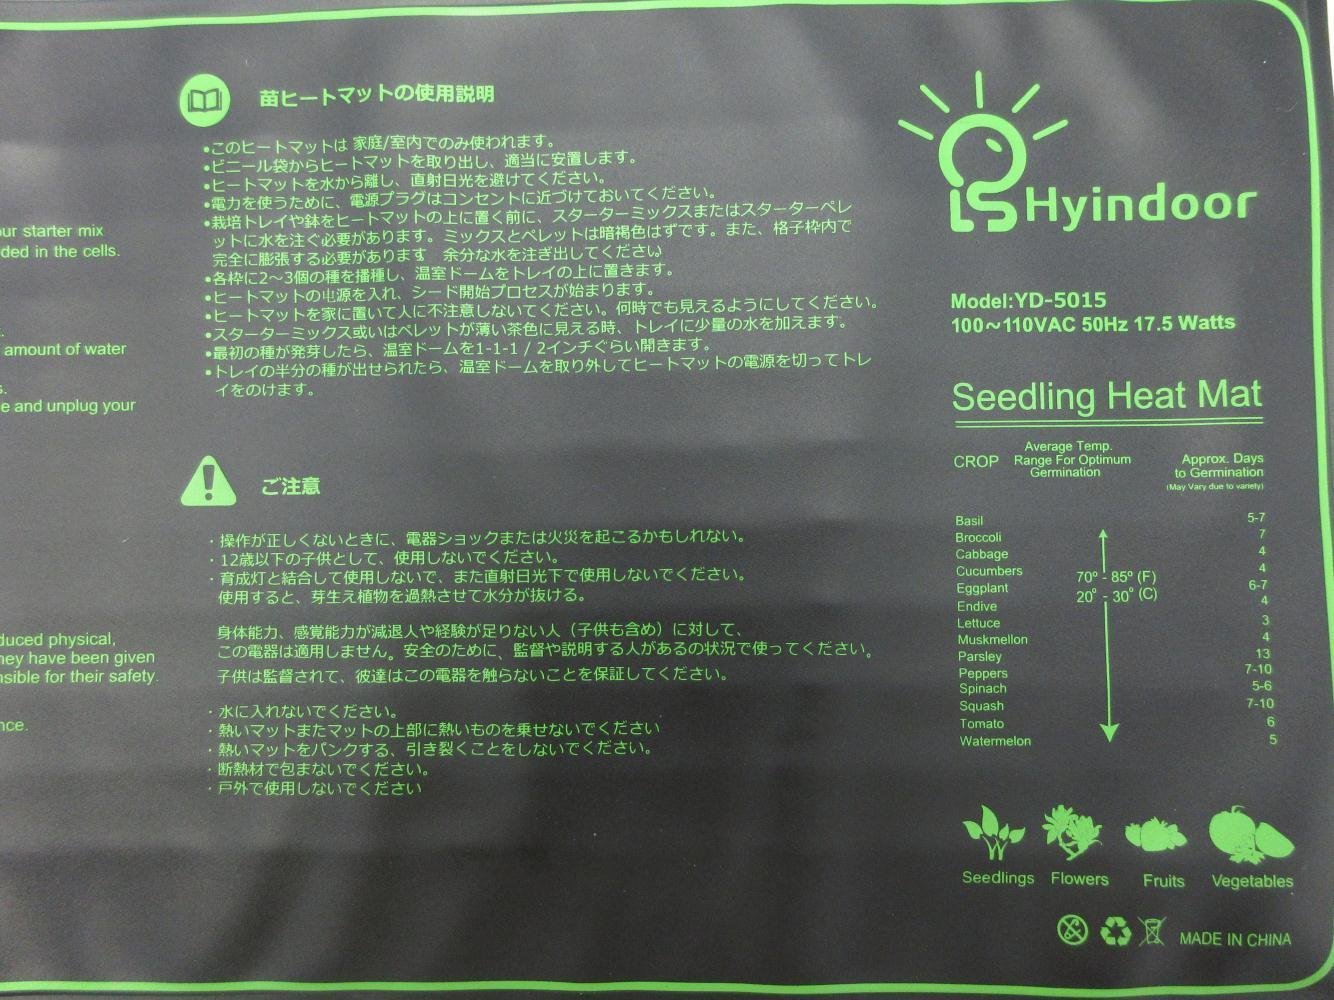 our starter mix
ded in the cells.
amount of water
s.
e and unplug your
duced physical,
hey have been given
nsible for their safety.
nce.
苗ヒートマットの使用説明
•このヒートマットは 家庭/室内でのみ使われます。
•ビニール袋からヒートマットを取り出し、適当に安置します。
•ヒートマットを水から離し、直射日光を避けてください。
•電力を使うために、電源プラグはコンセントに近づけておいてください。
•栽培トレイや鉢をヒートマットの上に置く前に、スターターミックスまたはスターターペレ
ットに水を注ぐ必要があります。ミックスとペレットは暗褐色はずです。また、格子枠内で
完全に膨張する必要があります 余分な水を注ぎ出してください。
•各枠に2〜3個の種を播種し、温室ドームをトレイの上に置きます。
•ヒートマットの电源を入れ、シード開始プロセスが始まります。
•ヒートマットを家に置いて人に不注意しないてください。何時でも見えるようにしてください。
•スターターミックス或いはペレットが薄い茶色に見える時、トレイに少量の水を加えます。
•最初の種が発芽したら、温室ドームを1-1-1 / 2インチぐらい開きます。
•トレイの半分の種が出せられたら、温室ドームを取り外してヒートマットの電源を切ってトレ
イをのけます。
ご注意
・操作が正しくないときに、電器ショックまたは火災を起こるかもしれない。
・12歳以下の子供として、使用しないでください。
・育成灯と結合して使用しないで、また直射日光下で使用しないでください。
使用すると、芽生え植物を過熱させて水分が抜ける。
身体能力、感覚能力が減退人や経験が足りない人（子供も含め）に対して、
この電器は適用しません。安全のために、監督や説明する人があるの状況で使ってください。
子供は監督されて、彼達はこの電器を触らないことを保証してください。
・水に入れないでください。
・熱いマットまたマットの上部に熱いものを乗せないでください
・熱いマットをパンクする、引き裂くことをしないでください。
・断熱材で包まないでください。
・戸外で使用しないでください
Hyindoor
Model:YD-5015
100～110VAC 50Hz 17.5 Watts
Seedling Heat Mat
CROP
Average Temp.
Range For Optimum
Germination
Approx. Days
to Germination
(May Vary due to variety)
Basil 5-7
Broccoli 7
Cabbage 4
Cucumbers 4
Eggplant 6-7
Endive 4
Lettuce 3
Muskmellon 4
Parsley 13
Peppers 7-10
Spinach 5-6
Squash 7-10
Tomato 6
Watermelon 5
70° - 85° (F)
20° - 30° (C)
Seedlings Flowers Fruits Vegetables
MADE IN CHINA